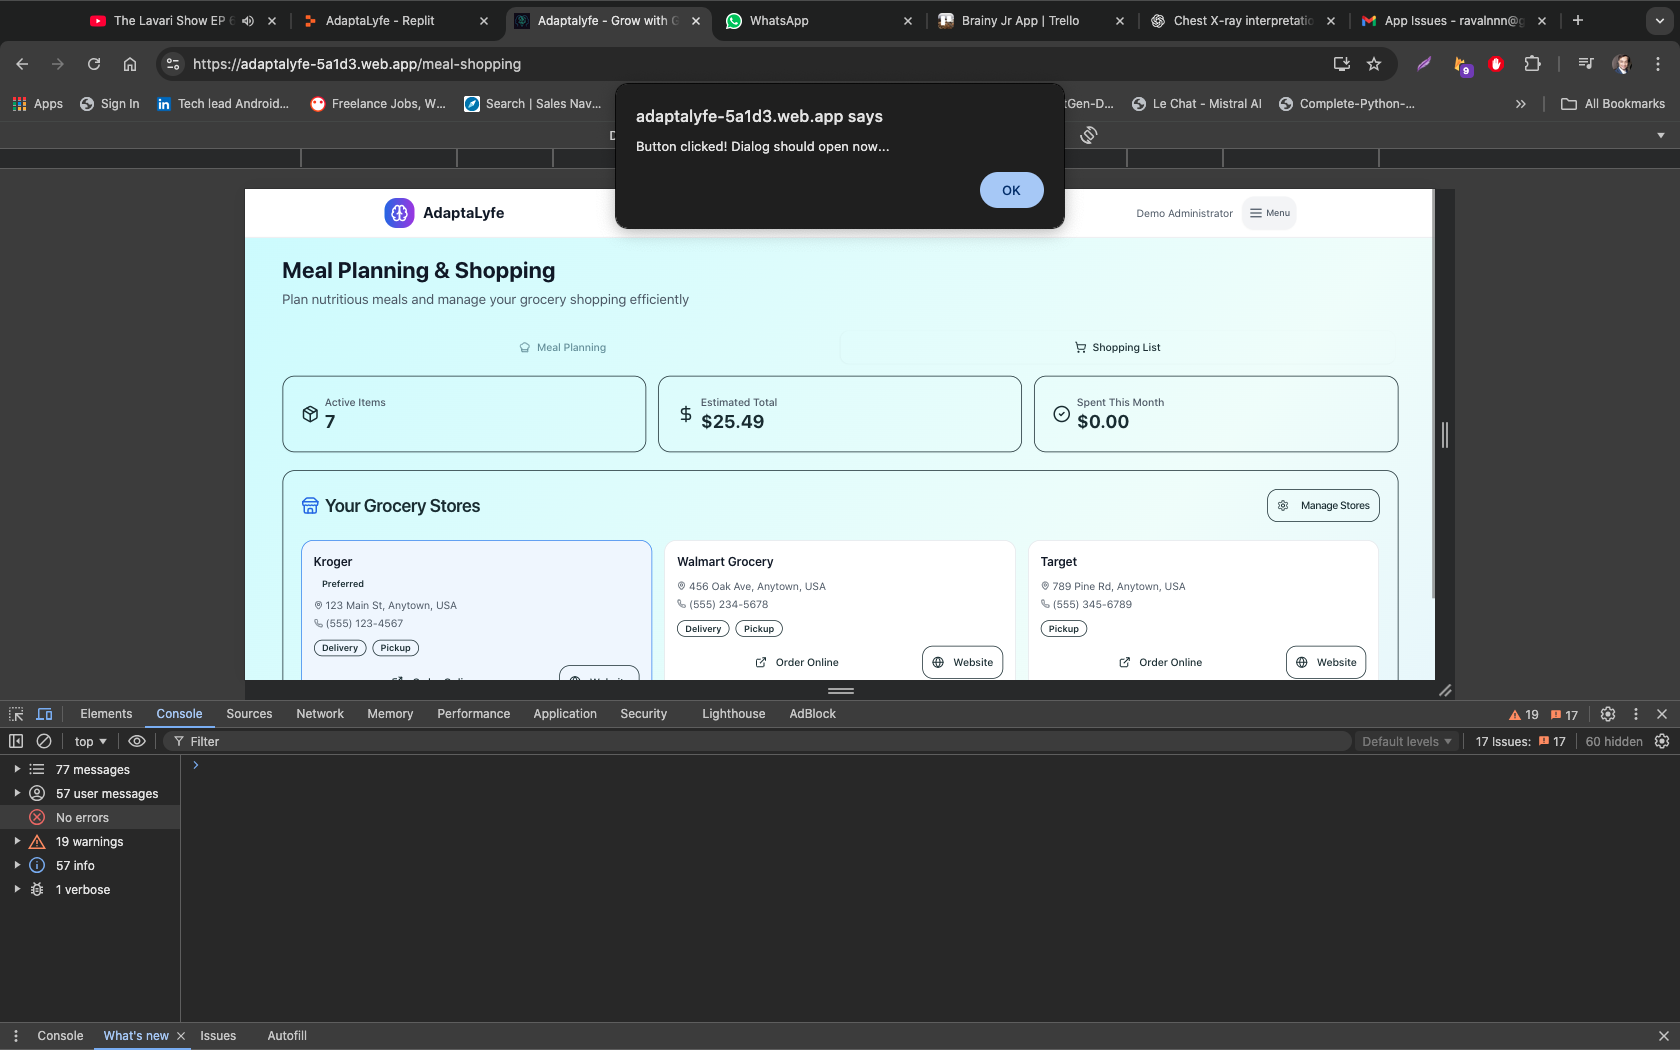 The Lavari Show EP
AdaptaLyfe - Replit
Adaptalyfe - Grow with G
WhatsApp
Brainy Jr App | Trello
Chest X-ray interpretatio
App Issues - ravalnnn@g
https://adaptalyfe-5a1d3.web.app/meal-shopping
9
Apps
Sign In
Tech lead Android...
Freelance Jobs, W...
Search | Sales Nav...
tGen-D...
Le Chat - Mistral AI
Complete-Python-...
All Bookmarks
adaptalyfe-5a1d3.web.app says
Button clicked! Dialog should open now...
OK
AdaptaLyfe
Demo Administrator
Menu
Meal Planning & Shopping
Plan nutritious meals and manage your grocery shopping efficiently
Meal Planning
Shopping List
Active Items
7
Estimated Total
$25.49
Spent This Month
$0.00
Your Grocery Stores
Manage Stores
Kroger
Preferred
123 Main St, Anytown, USA
(555) 123-4567
Delivery
Pickup
Walmart Grocery
456 Oak Ave, Anytown, USA
(555) 234-5678
Delivery
Pickup
Order Online
Website
Target
789 Pine Rd, Anytown, USA
(555) 345-6789
Pickup
Order Online
Website
Elements
Console
Sources
Network
Memory
Performance
Application
Security
Lighthouse
AdBlock
19
17
top
Filter
Default levels
17 Issues:
17
60 hidden
77 messages
57 user messages
No errors
19 warnings
57 info
1 verbose
Console
What's new
Issues
Autofill